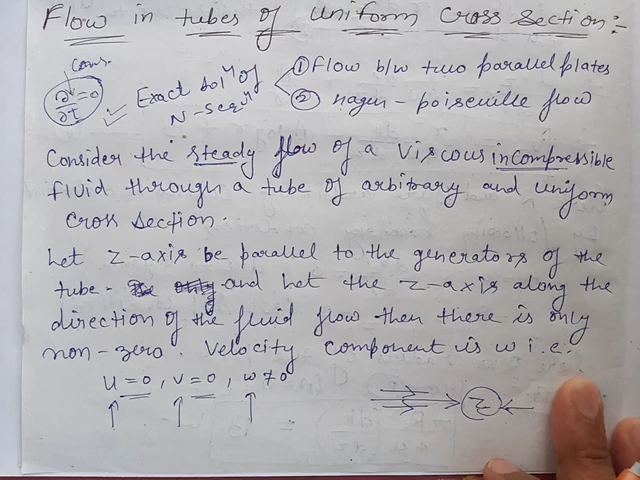 Flow in tubes of uniform cross section:-
cons.
∂/∂t=0 Exact solⁿ of N-S eqⁿ
① Flow b/w two parallel plates
② Hagen-poiseuille flow
Consider the steady flow of a viscous incompressible
fluid through a tube of arbitrary and uniform
cross section.
Let z-axis be parallel to the generators of the
tube. and Let the z-axis along the
direction of the fluid flow then there is only
non-zero. Velocity component is w i.e.
u=0, v=0, w≠0
z